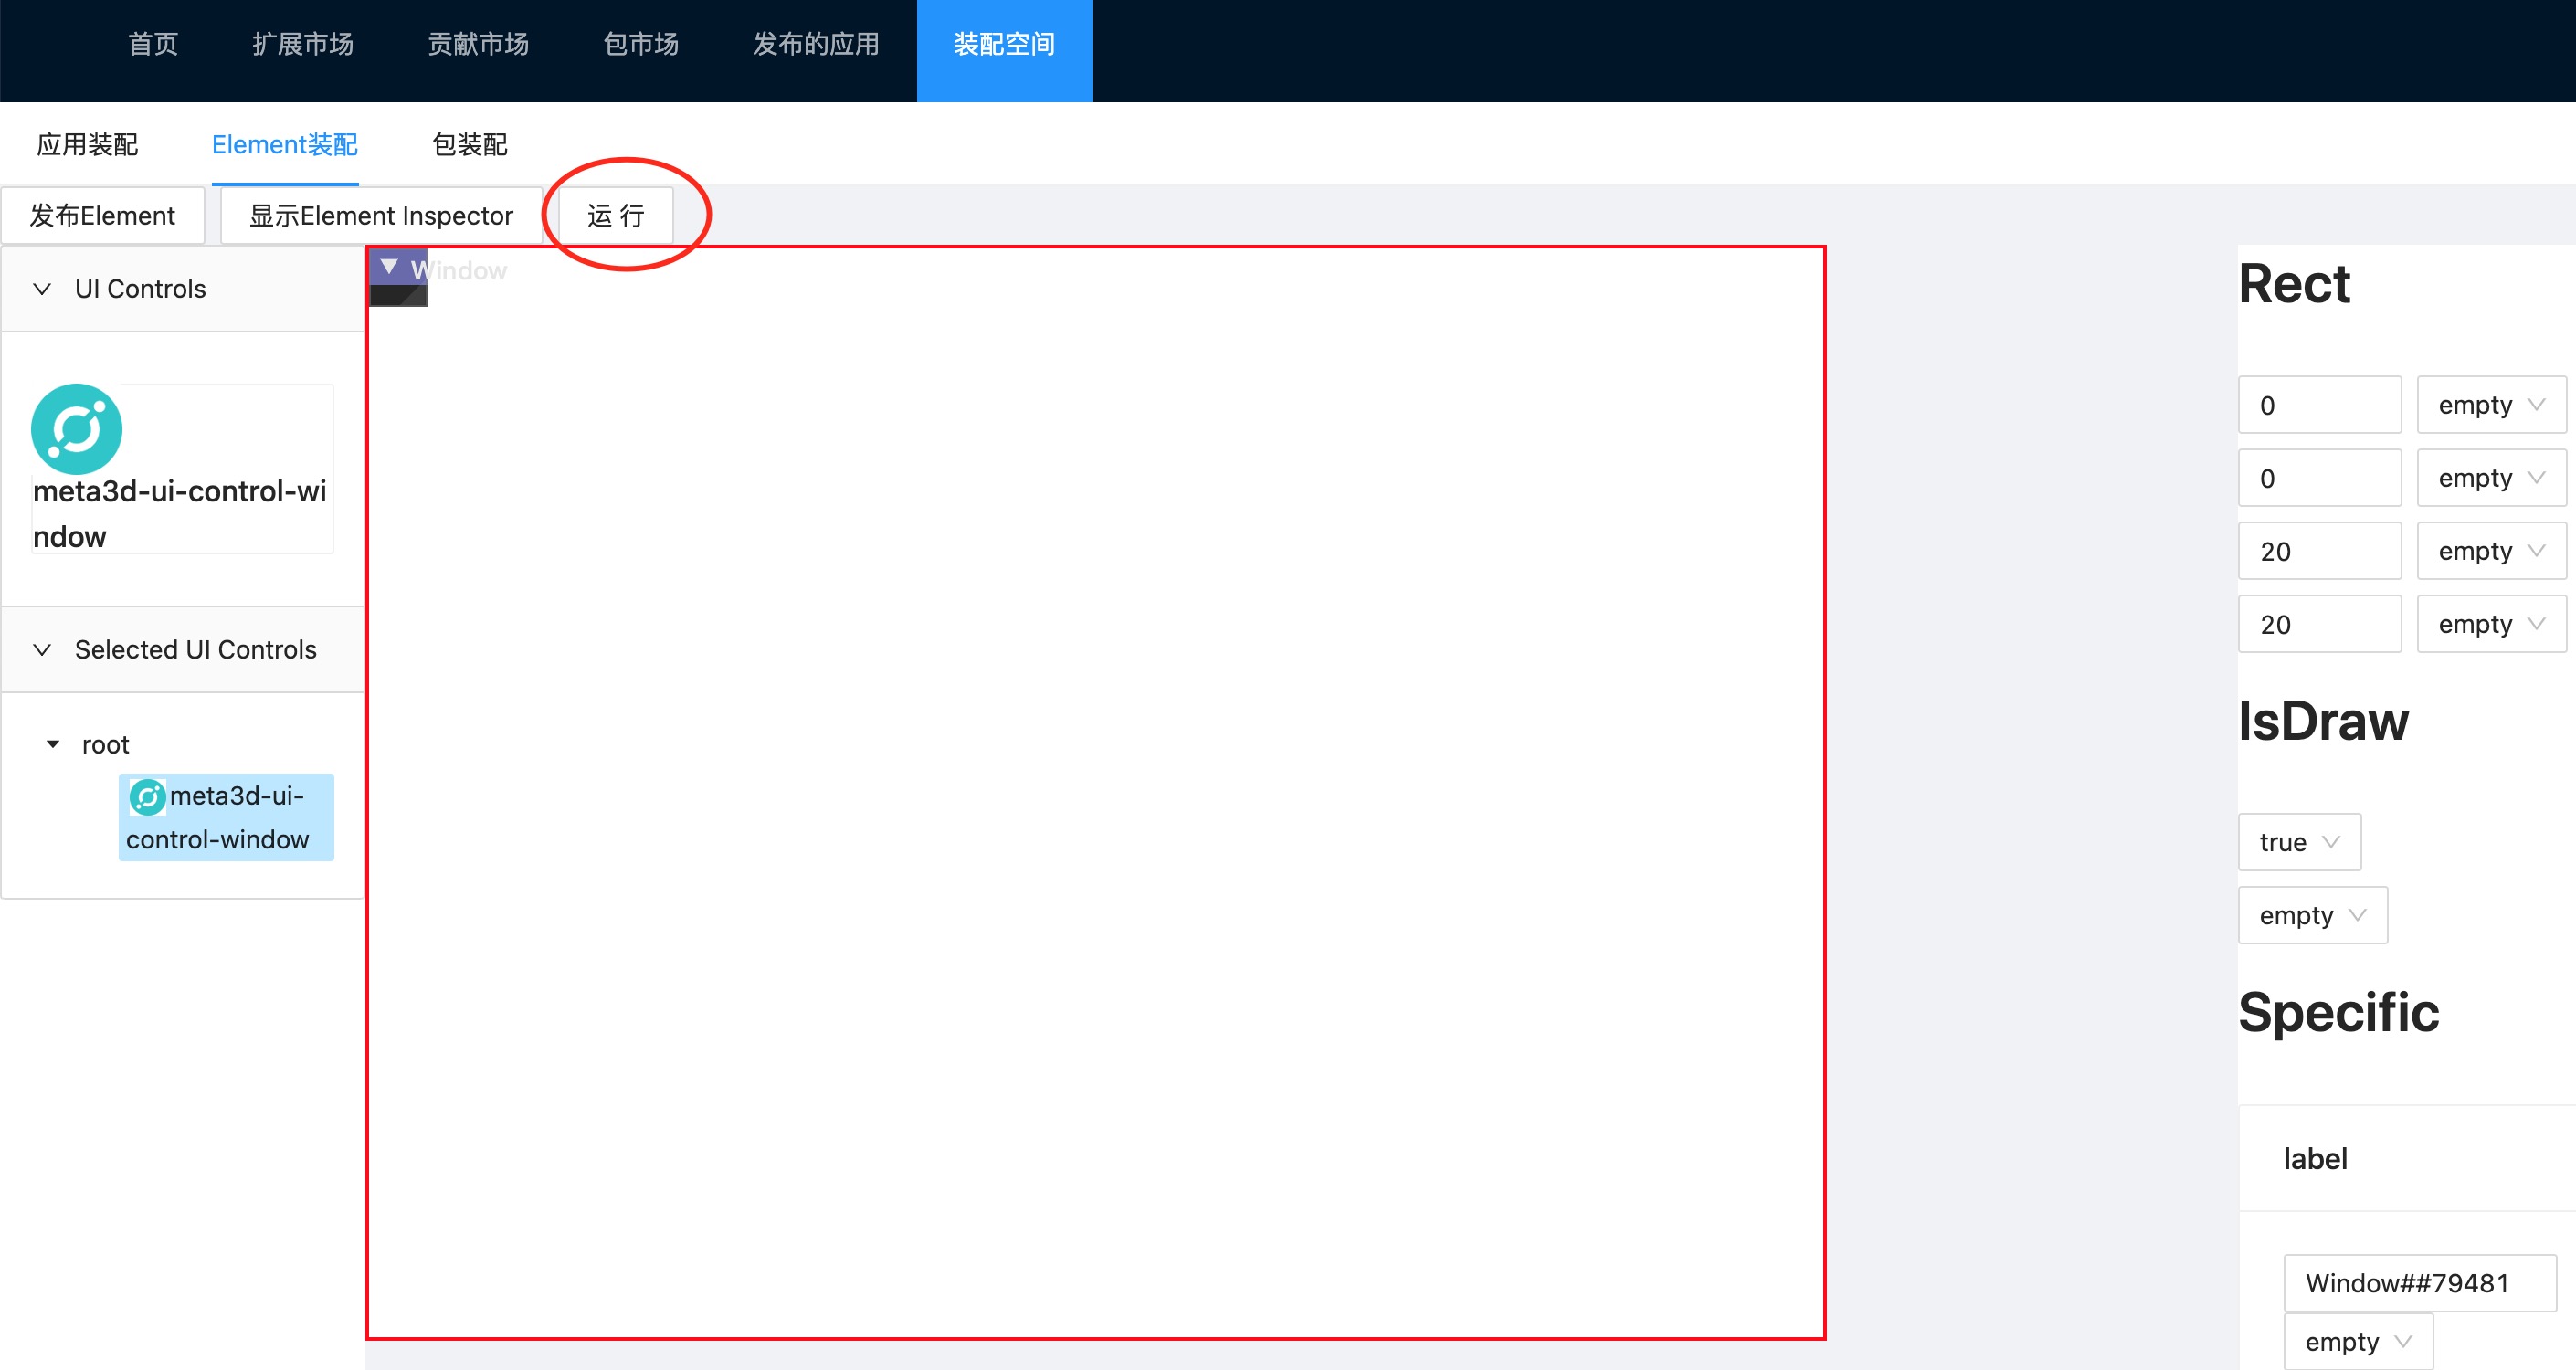 首页 扩展市场 贡献市场 包市场 发布的应用 装配空间
应用装配 Element装配 包装配
发布Element 显示Element Inspector 运 行
UI Controls
meta3d-ui-control-wi
ndow
Selected UI Controls
root
meta3d-ui-
control-window
Window
Rect
0 empty
0 empty
20 empty
20 empty
IsDraw
true
empty
Specific
label
Window##79481
empty